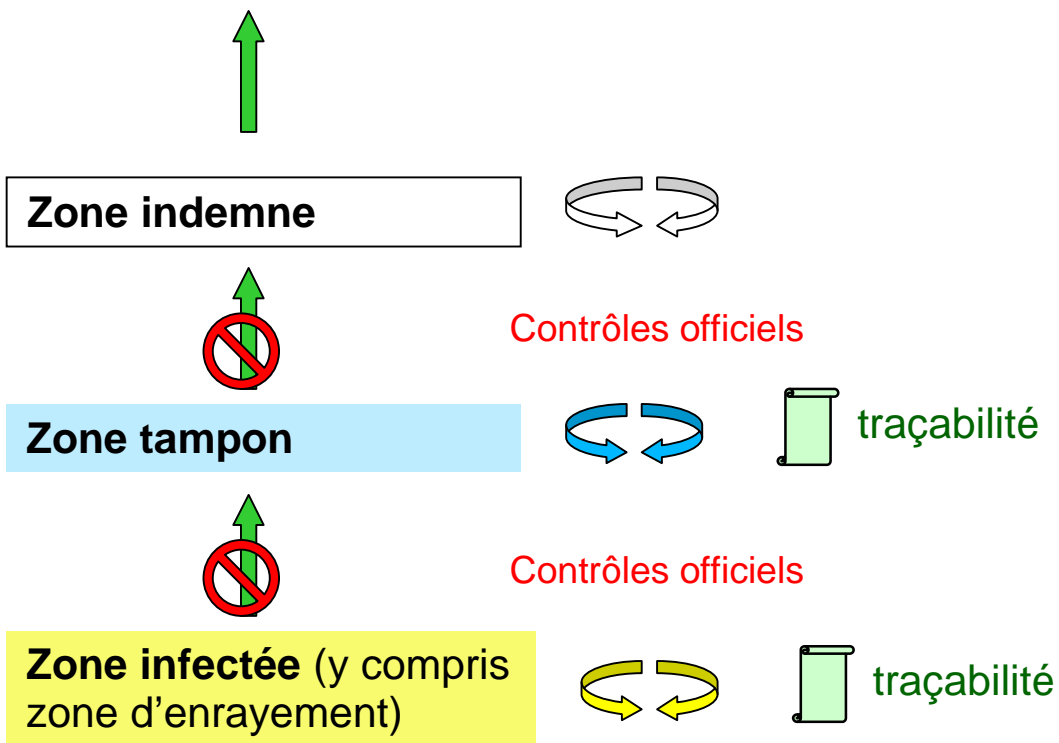 Zone indemne
Contrôles officiels
Zone tampon
traçabilité
Contrôles officiels
Zone infectée (y compris
zone d'enrayement)
traçabilité